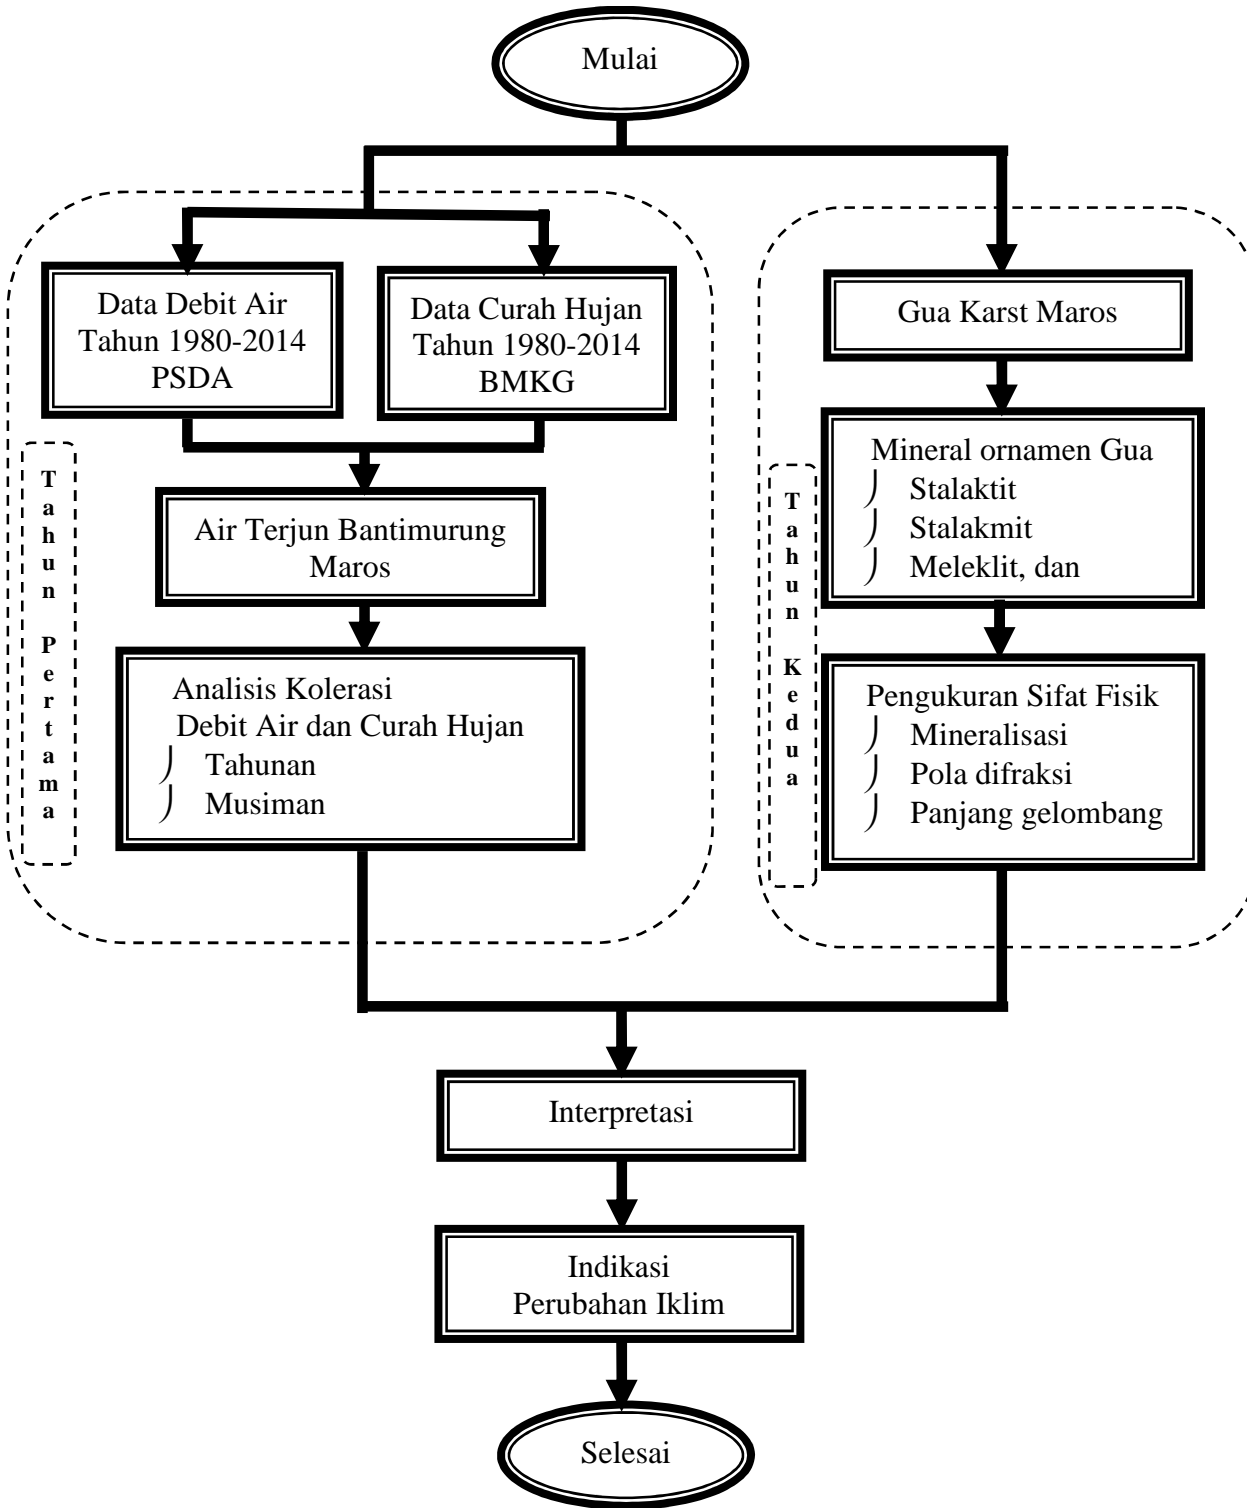 Mulai
Data Debit Air
Tahun 1980-2014
PSDA
Data Curah Hujan
Tahun 1980-2014
BMKG
Air Terjun Bantimurung
Maros
Analisis Kolerasi
Debit Air dan Curah Hujan
Tahunan
Musiman
Tahun Pertama
Gua Karst Maros
Mineral ornamen Gua
Stalaktit
Stalakmit
Meleklit, dan
Pengukuran Sifat Fisik
Mineralisasi
Pola difraksi
Panjang gelombang
Tahun Kedua
Interpretasi
Indikasi
Perubahan Iklim
Selesai